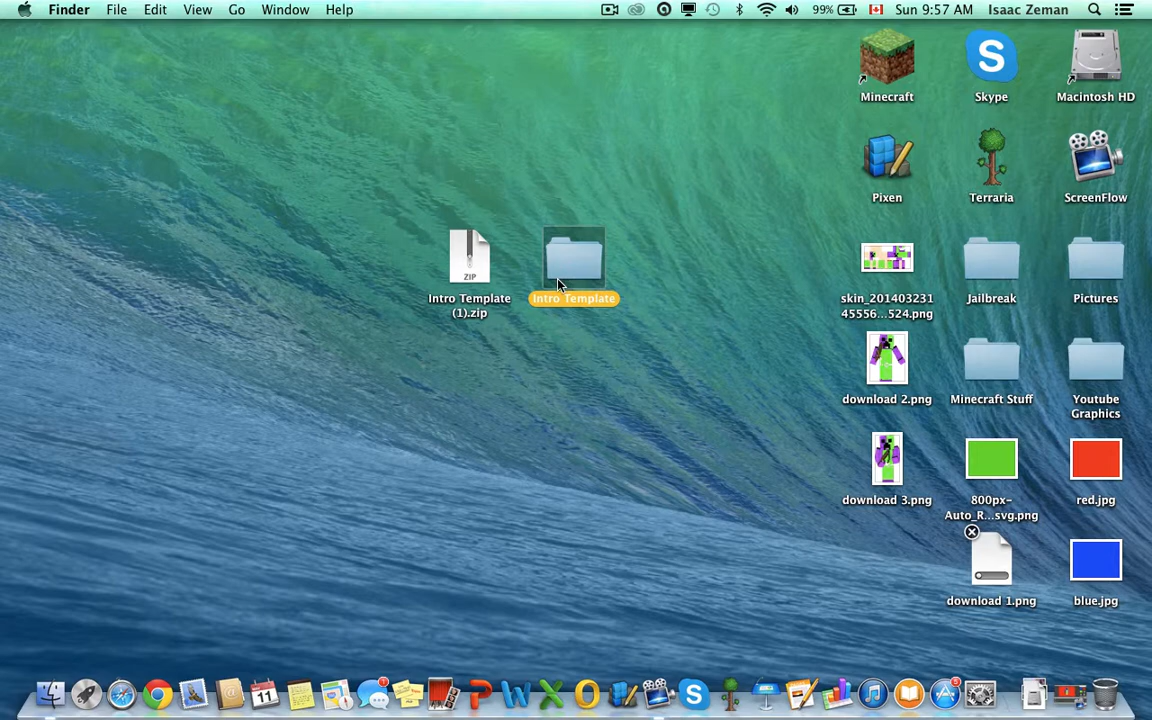 Finder File Edit View Go Window Help
99% Sun 9:57 AM Isaac Zeman
Minecraft
Skype
Macintosh HD
Pixen
Terraria
ScreenFlow
ZIP
Intro Template
(1).zip
Intro Template
skin_201403231
45556...524.png
Jailbreak
Pictures
download 2.png
Minecraft Stuff
Youtube
Graphics
download 3.png
800px-
Auto_R...svg.png
red.jpg
download 1.png
blue.jpg